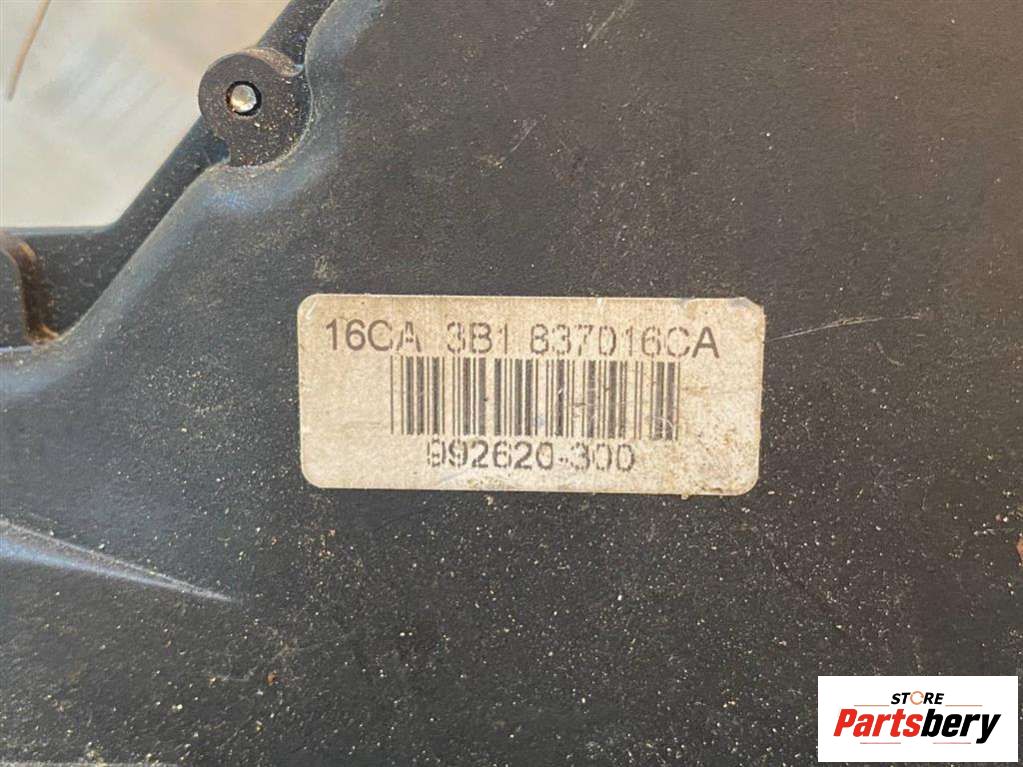 16CA 3B1 837016CA
992620-300
STORE
Partsbery